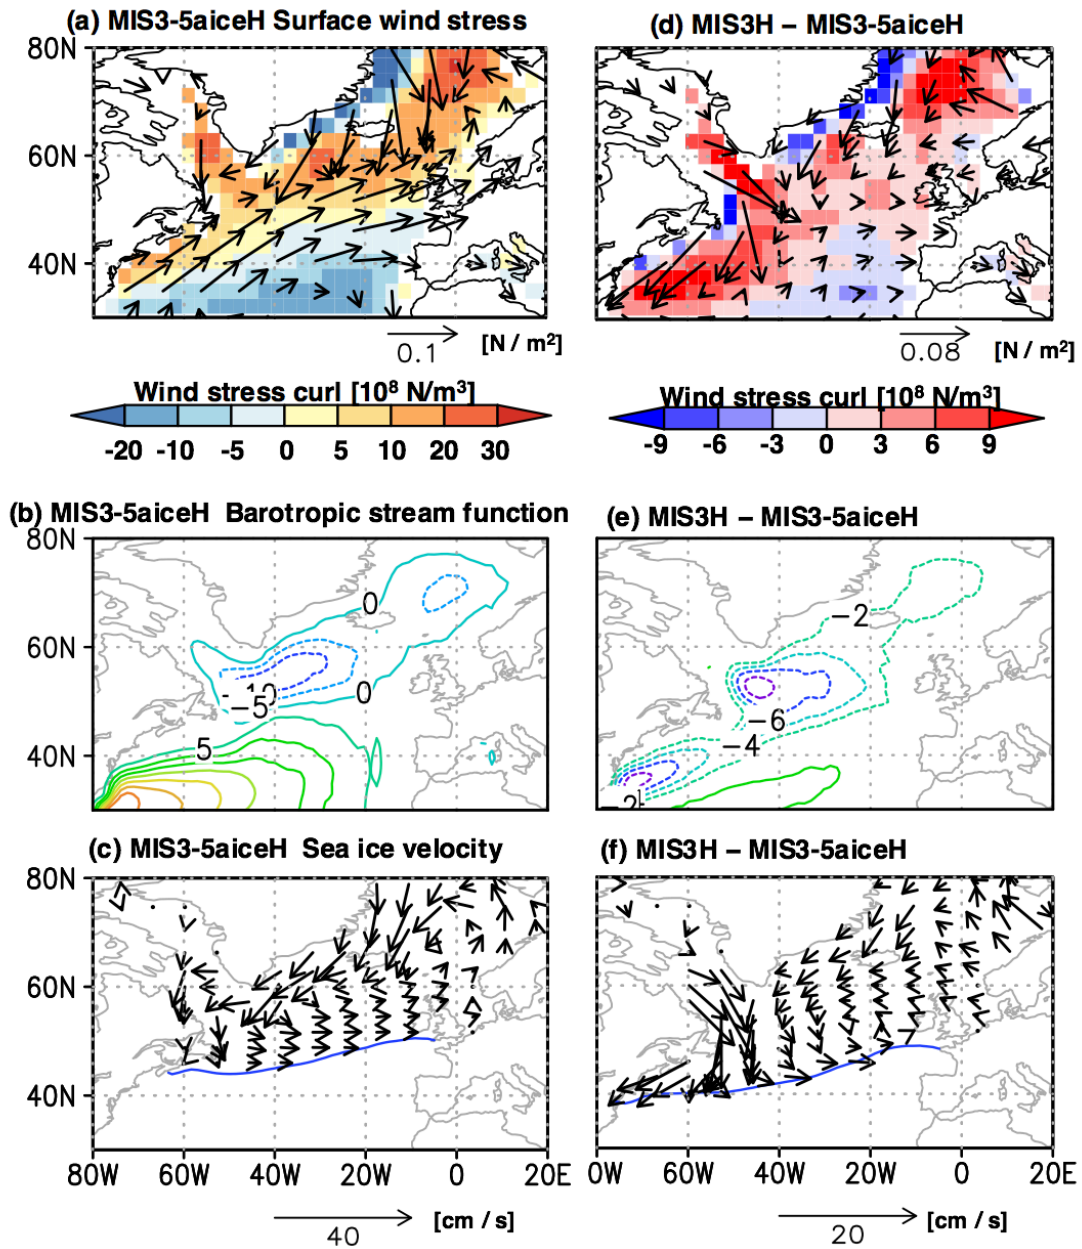 (a) MIS3-5aiceH Surface wind stress
80N
60N
40N
0.1
[N / m²]
Wind stress curl [10⁸ N/m³]
-20 -10 -5 0 5 10 20 30
(d) MIS3H – MIS3-5aiceH
0.08
[N / m²]
Wind stress curl [10⁸ N/m³]
-9 -6 -3 0 3 6 9
(b) MIS3-5aiceH Barotropic stream function
80N
60N
40N
0
-10
-5
0
5
(e) MIS3H – MIS3-5aiceH
-2
-6
-4
-2
(c) MIS3-5aiceH Sea ice velocity
80N
60N
40N
80W 60W 40W 20W 0 20E
40
[cm / s]
(f) MIS3H – MIS3-5aiceH
0W 60W 40W 20W 0 20E
20
[cm / s]